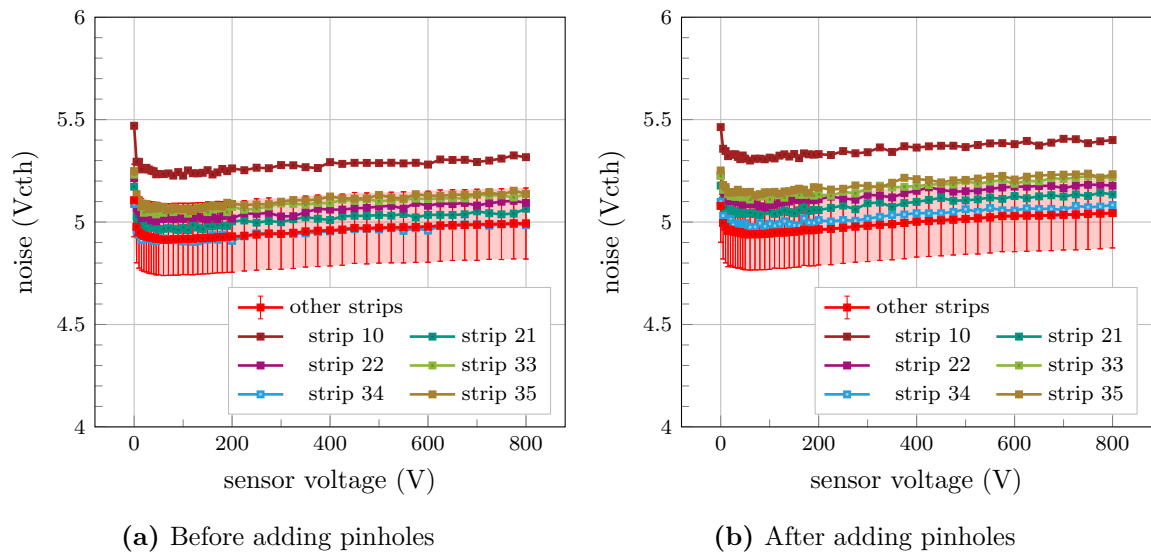 6
5.5
5
4.5
4
noise (Vcth)
0
200
400
600
800
sensor voltage (V)
other strips
strip 10
strip 21
strip 22
strip 33
strip 34
strip 35
(a) Before adding pinholes
6
5.5
5
4.5
4
noise (Vcth)
0
200
400
600
800
sensor voltage (V)
other strips
strip 10
strip 21
strip 22
strip 33
strip 34
strip 35
(b) After adding pinholes